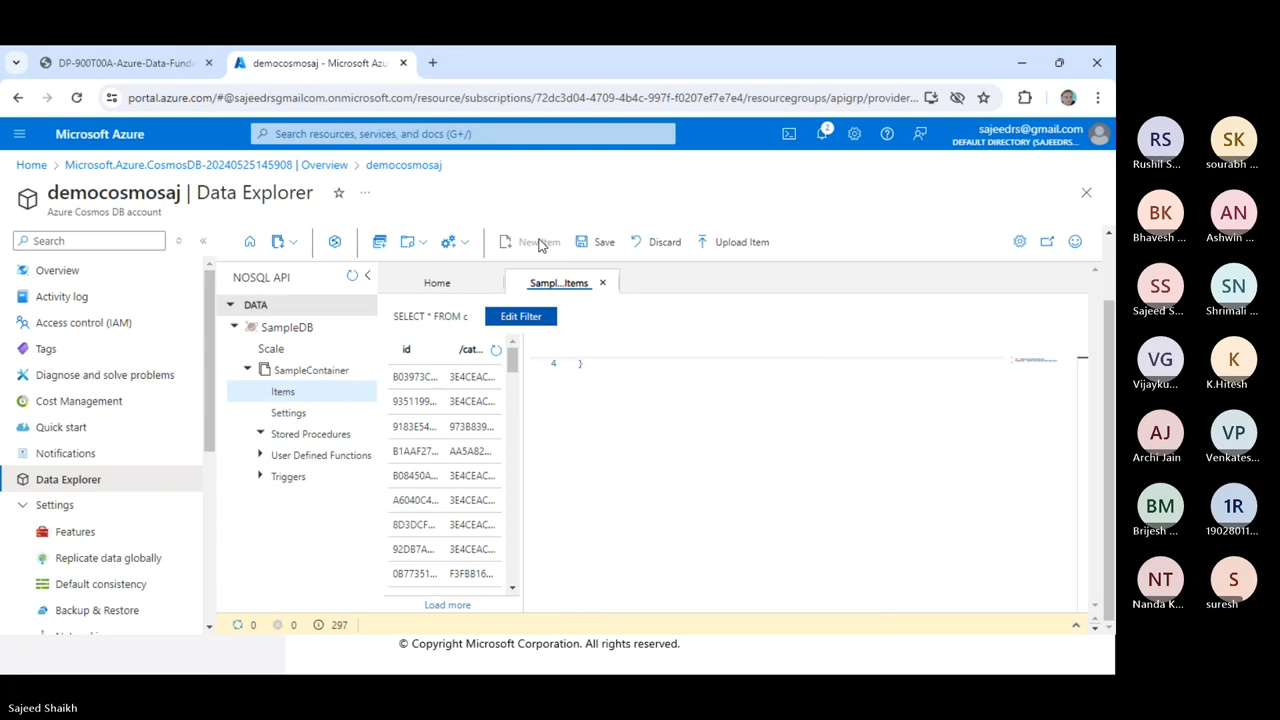 DP-900T00A-Azure-Data-Funda
democosmosaj - Microsoft Azu
portal.azure.com/#@sajeedrsgmailcom.onmicrosoft.com/resource/subscriptions/72dc3d04-4709-4b4c-997f-f0207ef7e7e4/resourcegroups/apigrp/provider...
Microsoft Azure
Search resources, services, and docs (G+/)
2
sajeedrs@gmail.com
DEFAULT DIRECTORY (SAJEEDRS...
Home > Microsoft.Azure.CosmosDB-20240525145908 | Overview > democosmosaj
democosmosaj | Data Explorer
Azure Cosmos DB account
Search
New Item
Save
Discard
Upload Item
Overview
Activity log
Access control (IAM)
Tags
Diagnose and solve problems
Cost Management
Quick start
Notifications
Data Explorer
Settings
Features
Replicate data globally
Default consistency
Backup & Restore
NOSQL API
DATA
SampleDB
Scale
SampleContainer
Items
Settings
Stored Procedures
User Defined Functions
Triggers
Home
Sampl...Items
SELECT * FROM c
Edit Filter
id /cat...
B03973C... 3E4CEAC...
9351199... 3E4CEAC...
9183E54... 973B839...
B1AAF27... AA5A82...
B08450A... 3E4CEAC...
A6040C4... 3E4CEAC...
8D3DCF... 3E4CEAC...
92DB7A... 3E4CEAC...
0B77351... F3FBB16...
Load more
4 }
0 0 297
© Copyright Microsoft Corporation. All rights reserved.
RS
Rushil S...
SK
sourabh ...
BK
Bhavesh ...
AN
Ashwin ...
SS
Sajeed S...
SN
Shrimali ...
VG
Vijayku...
K
K.Hitesh
AJ
Archi Jain
VP
Venkates...
BM
Brijesh ...
1R
19028011...
NT
Nanda K...
S
suresh
Sajeed Shaikh